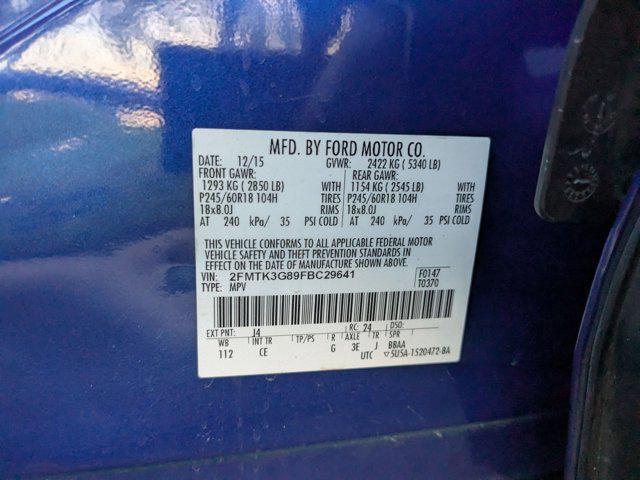 MFD. BY FORD MOTOR CO.
DATE: 12/15 GVWR: 2422 KG ( 5340 LB)
FRONT GAWR: REAR GAWR:
1293 KG ( 2850 LB) WITH 1154 KG ( 2545 LB) WITH
P245/60R18 104H TIRES P245/60R18 104H TIRES
18x8.0J RIMS 18x8.0J RIMS
AT 240 kPa/ 35 PSI COLD AT 240 kPa/ 35 PSI COLD
THIS VEHICLE CONFORMS TO ALL APPLICABLE FEDERAL MOTOR
VEHICLE SAFETY AND THEFT PREVENTION STANDARDS IN
EFFECT ON THE DATE OF MANUFACTURE SHOWN ABOVE.
VIN: 2FMTK3G89FBC29641 F0147
TYPE: MPV T0370
EXT PNT: J4 RC: 24 DSO:
WB INT TR TP/PS R AXLE TR SPR
112 CE G 3E J BBAA
UTC ▽5U5A-1520472-BA